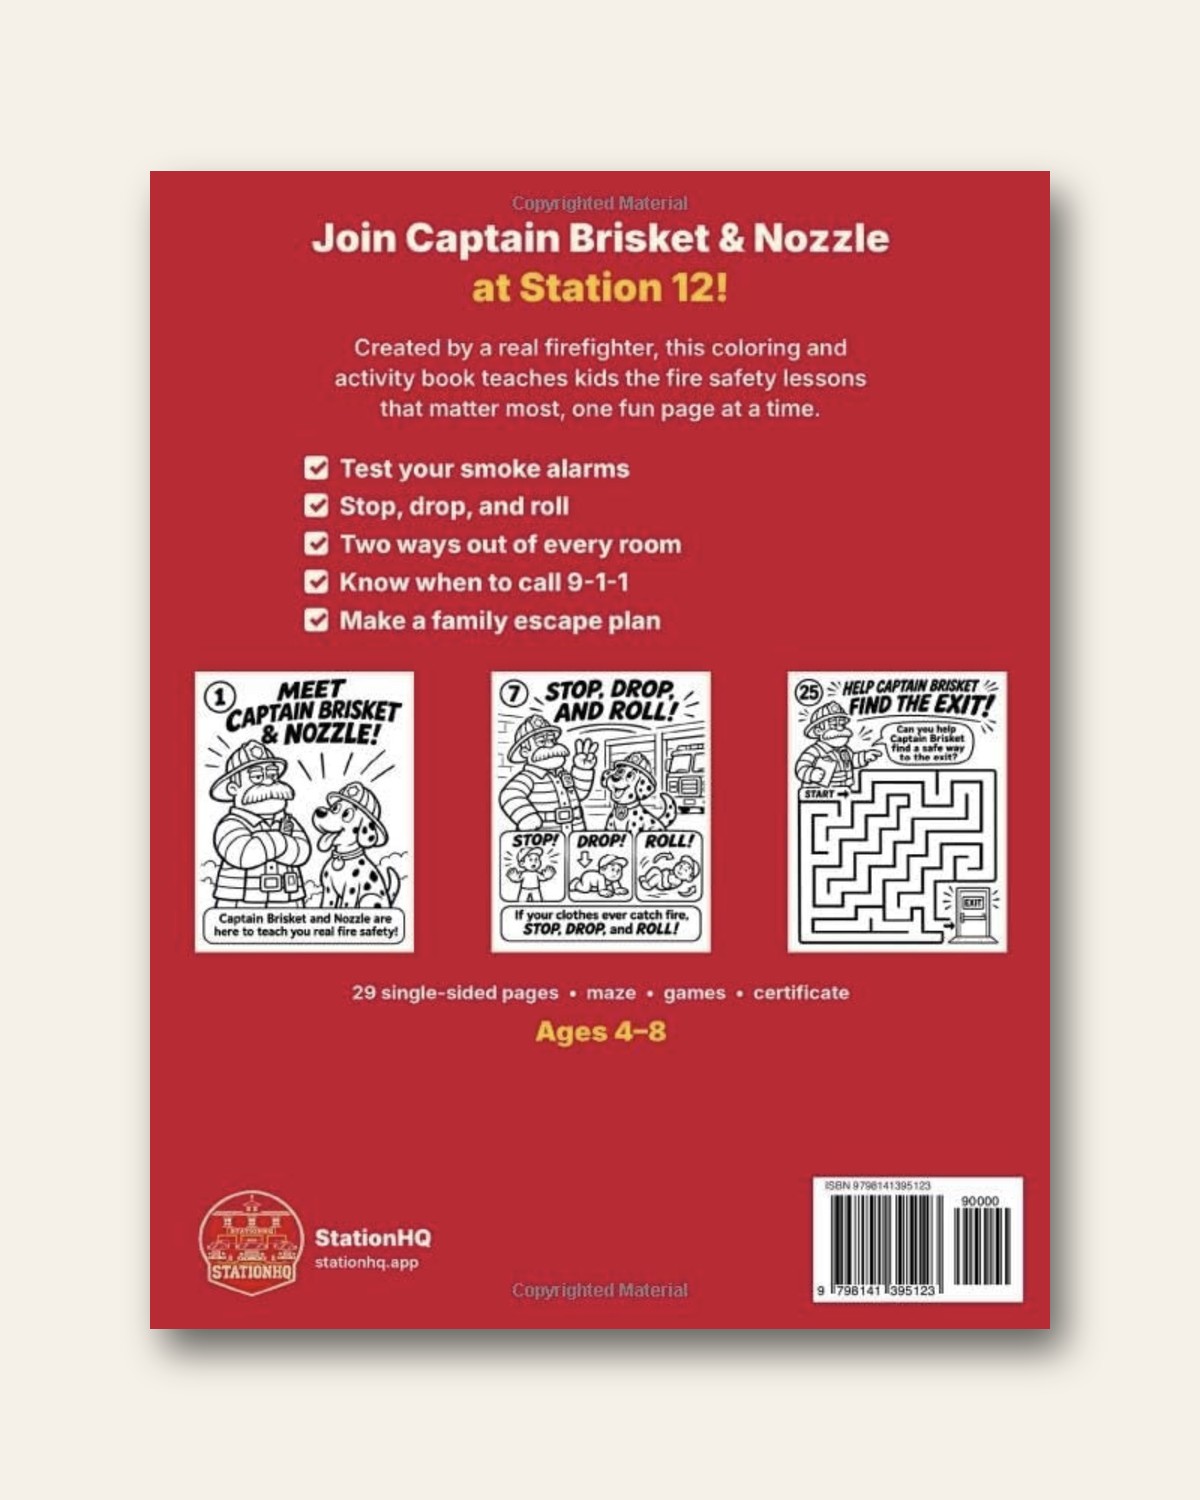 Copyrighted Material
Join Captain Brisket & Nozzle
at Station 12!
Created by a real firefighter, this coloring and
activity book teaches kids the fire safety lessons
that matter most, one fun page at a time.
Test your smoke alarms
Stop, drop, and roll
Two ways out of every room
Know when to call 9-1-1
Make a family escape plan
1
MEET
CAPTAIN BRISKET
& NOZZLE!
Captain Brisket and Nozzle are
here to teach you real fire safety!
7
STOP, DROP,
AND ROLL!
STOP! DROP! ROLL!
If your clothes ever catch fire,
STOP, DROP, and ROLL!
25
HELP CAPTAIN BRISKET
FIND THE EXIT!
Can you help
Captain Brisket
find a safe way
to the exit?
START
EXIT
29 single-sided pages • maze • games • certificate
Ages 4–8
STATIONHQ
STATIONHQ
StationHQ
stationhq.app
Copyrighted Material
ISBN 9798141395123
90000
9 798141 395123